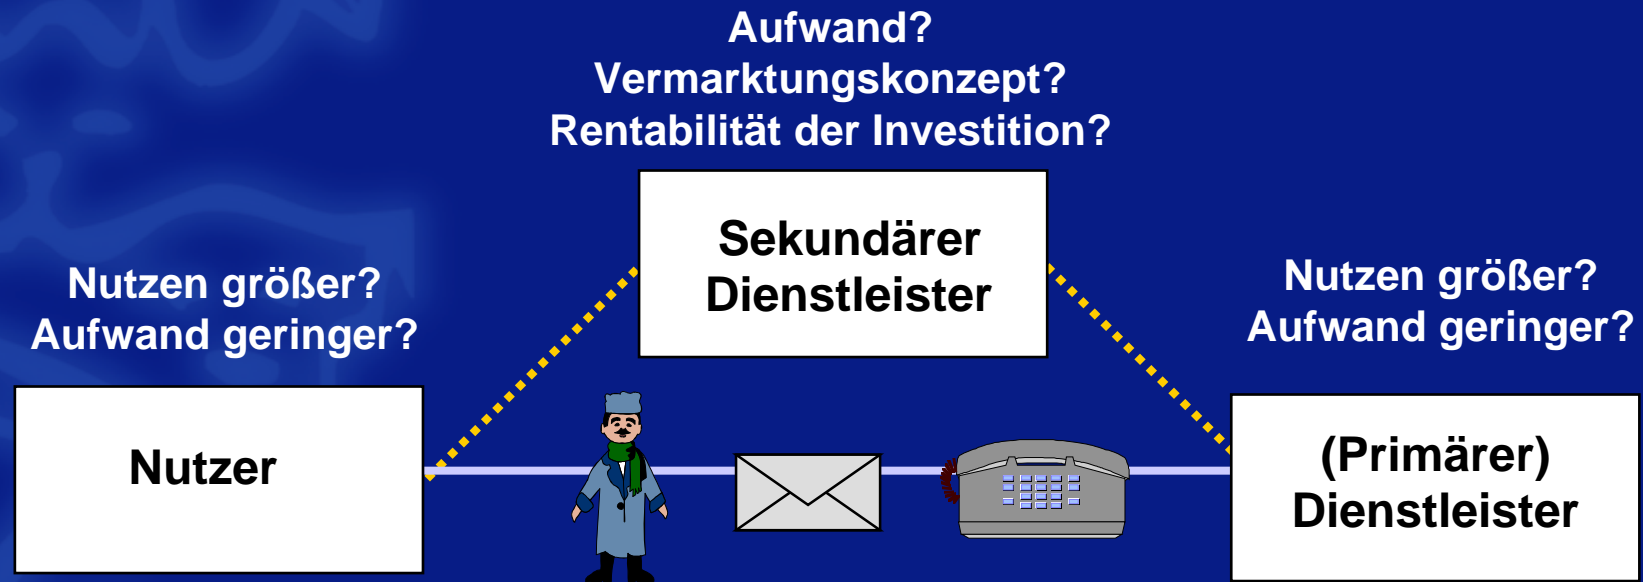 Aufwand?
Vermarktungskonzept?
Rentabilität der Investition?
Sekundärer
Dienstleister
Nutzen größer?
Aufwand geringer?
Nutzen größer?
Aufwand geringer?
Nutzer
(Primärer)
Dienstleister